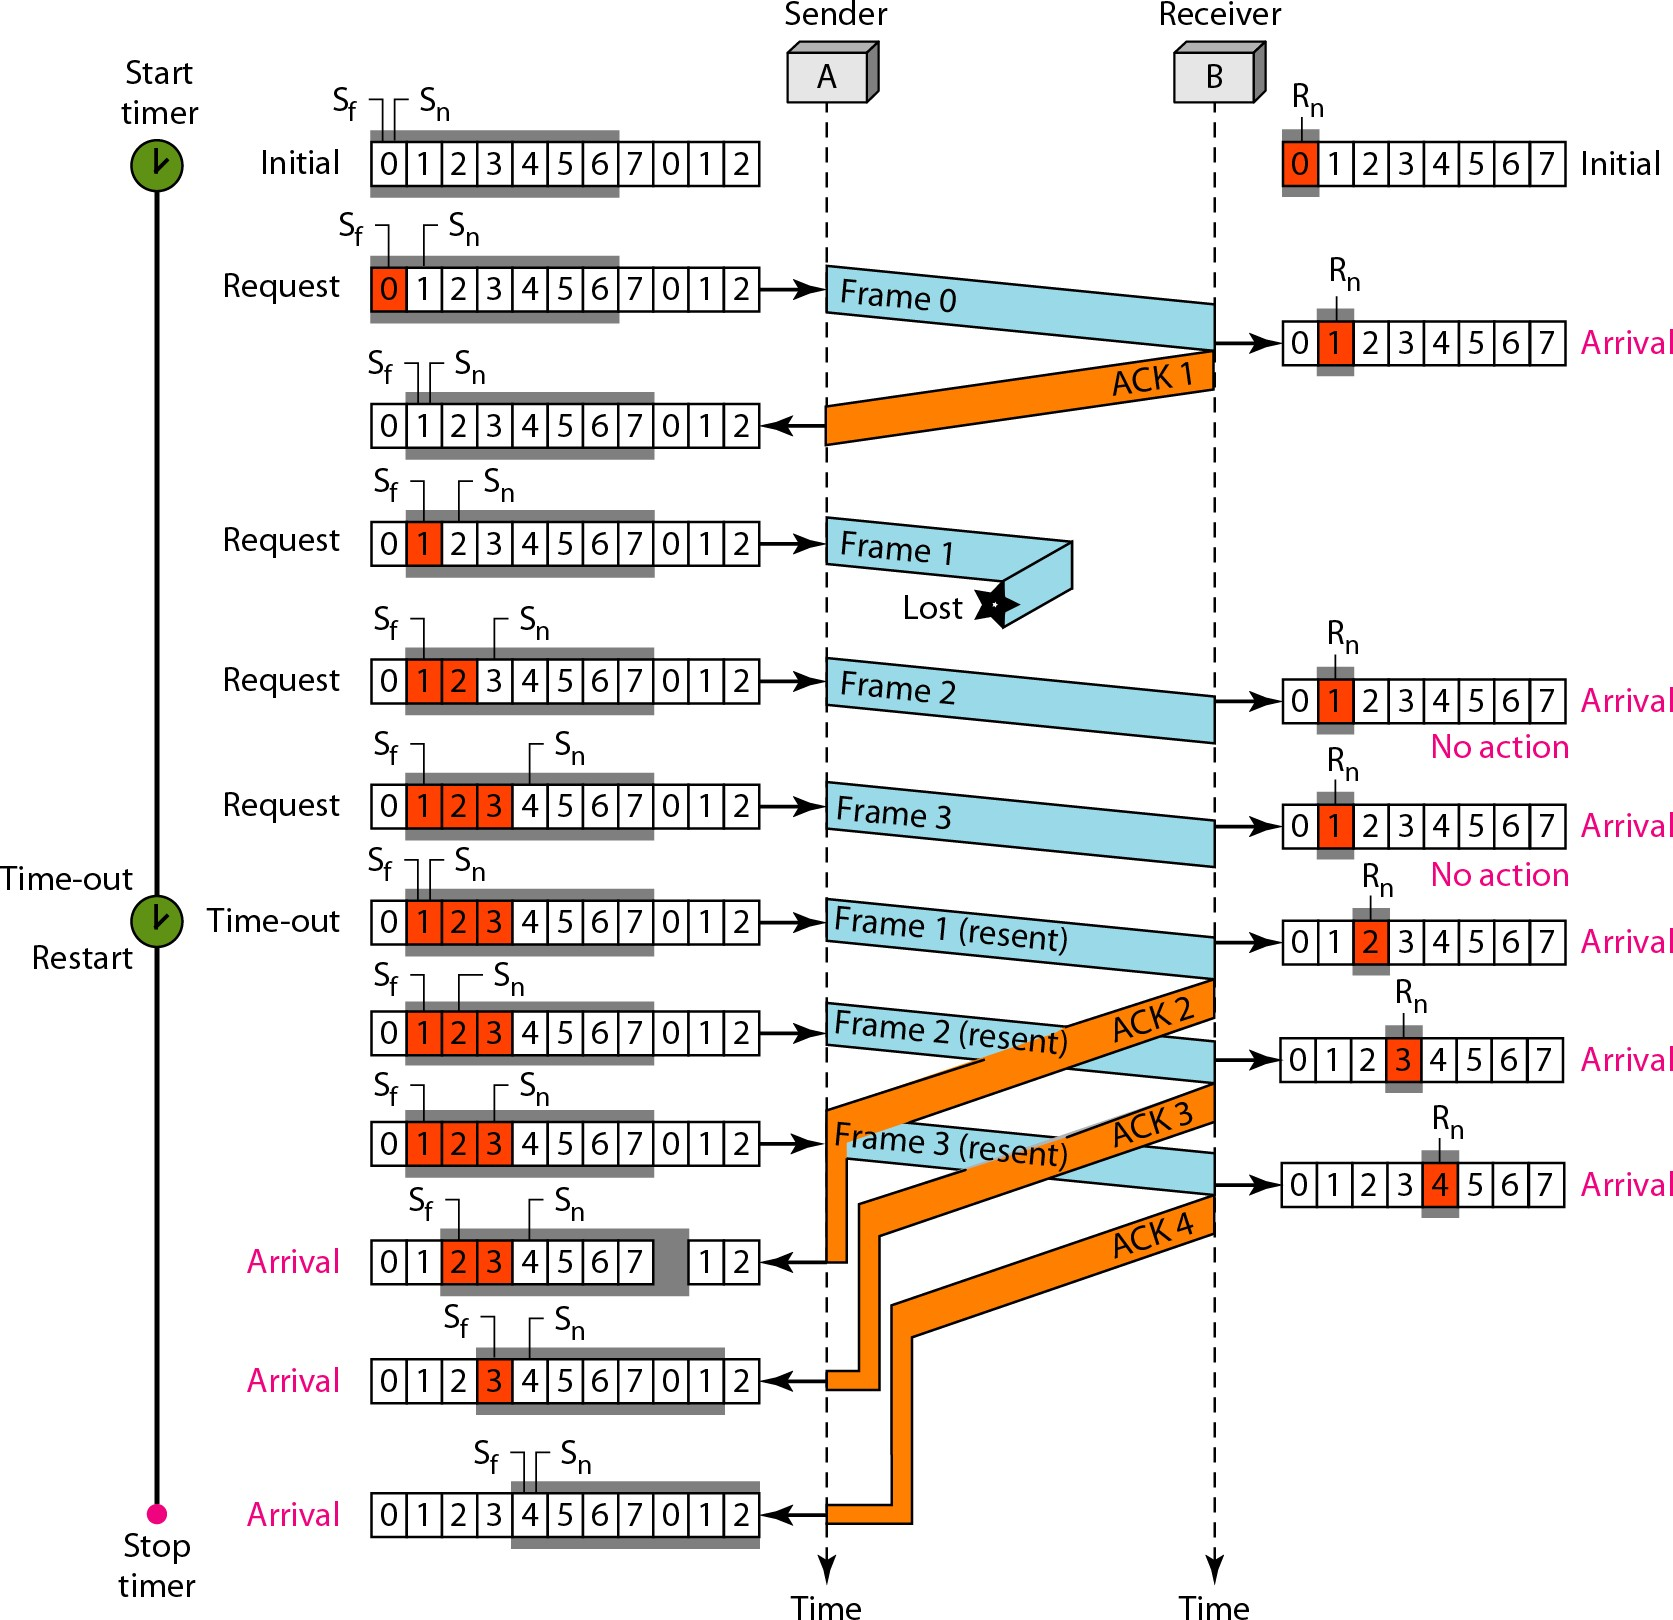 Sender Receiver
A B
Start
timer
Sf Sn Rn
Initial 0 1 2 3 4 5 6 7 0 1 2 0 1 2 3 4 5 6 7 Initial
Sf Sn
Request 0 1 2 3 4 5 6 7 0 1 2 Frame 0
Rn
0 1 2 3 4 5 6 7 Arrival
Sf Sn
ACK 1
0 1 2 3 4 5 6 7 0 1 2
Sf Sn
Request 0 1 2 3 4 5 6 7 0 1 2 Frame 1
Lost
Sf Sn Rn
Request 0 1 2 3 4 5 6 7 0 1 2 Frame 2 0 1 2 3 4 5 6 7 Arrival
No action
Sf Sn Rn
Request 0 1 2 3 4 5 6 7 0 1 2 Frame 3 0 1 2 3 4 5 6 7 Arrival
No action
Sf Sn Rn
Time-out
Time-out 0 1 2 3 4 5 6 7 0 1 2 Frame 1 (resent) 0 1 2 3 4 5 6 7 Arrival
Restart
Sf Sn Rn
ACK 2
0 1 2 3 4 5 6 7 0 1 2 Frame 2 (resent) 0 1 2 3 4 5 6 7 Arrival
Sf Sn Rn
ACK 3
0 1 2 3 4 5 6 7 0 1 2 Frame 3 (resent) 0 1 2 3 4 5 6 7 Arrival
Sf Sn
ACK 4
Arrival 0 1 2 3 4 5 6 7 1 2
Sf Sn
Arrival 0 1 2 3 4 5 6 7 0 1 2
Sf Sn
Arrival 0 1 2 3 4 5 6 7 0 1 2
Stop
timer
Time Time